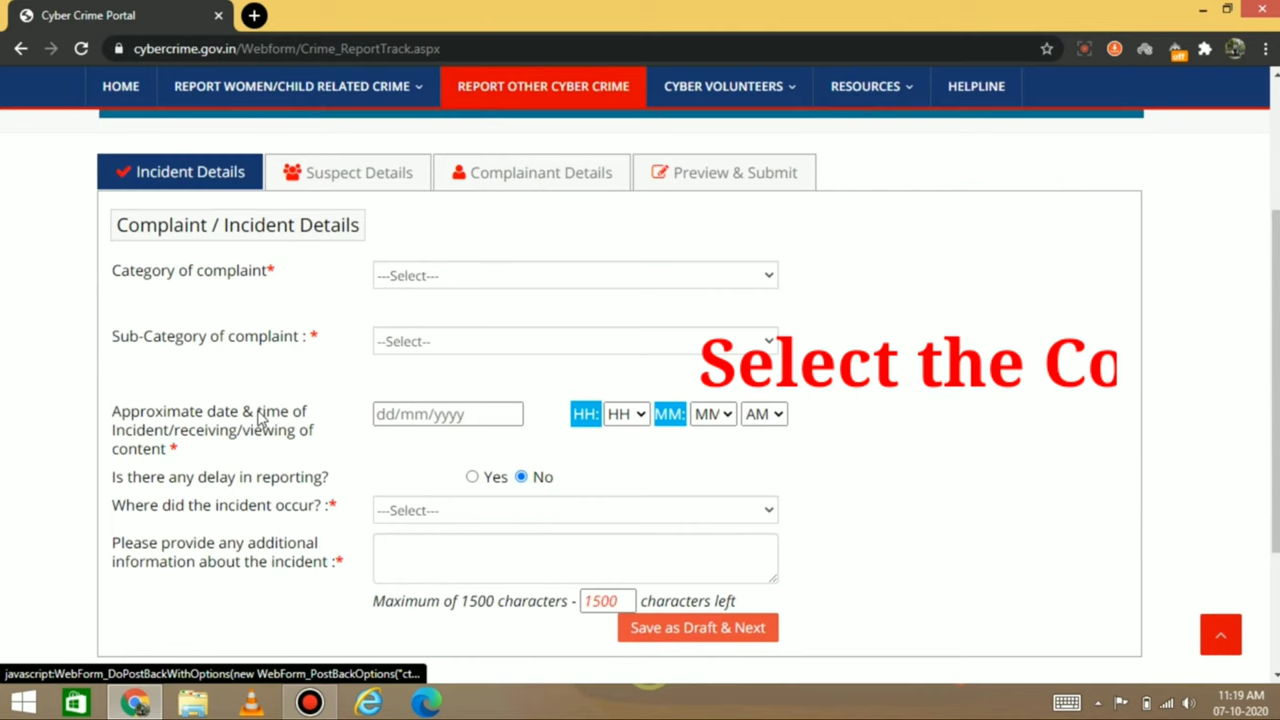 Cyber Crime Portal
cybercrime.gov.in/Webform/Crime_ReportTrack.aspx
off
HOME REPORT WOMEN/CHILD RELATED CRIME REPORT OTHER CYBER CRIME CYBER VOLUNTEERS RESOURCES HELPLINE
Incident Details Suspect Details Complainant Details Preview & Submit
Complaint / Incident Details
Category of complaint* ---Select---
Sub-Category of complaint : * --Select--
Select the Co
Approximate date & time of
Incident/receiving/viewing of
content *
dd/mm/yyyy HH: HH MM: MM AM
Is there any delay in reporting? Yes No
Where did the incident occur? :* ---Select---
Please provide any additional
information about the incident :*
Maximum of 1500 characters - 1500 characters left
Save as Draft & Next
javascript:WebForm_DoPostBackWithOptions(new WebForm_PostBackOptions("ct...
11:19 AM
07-10-2020